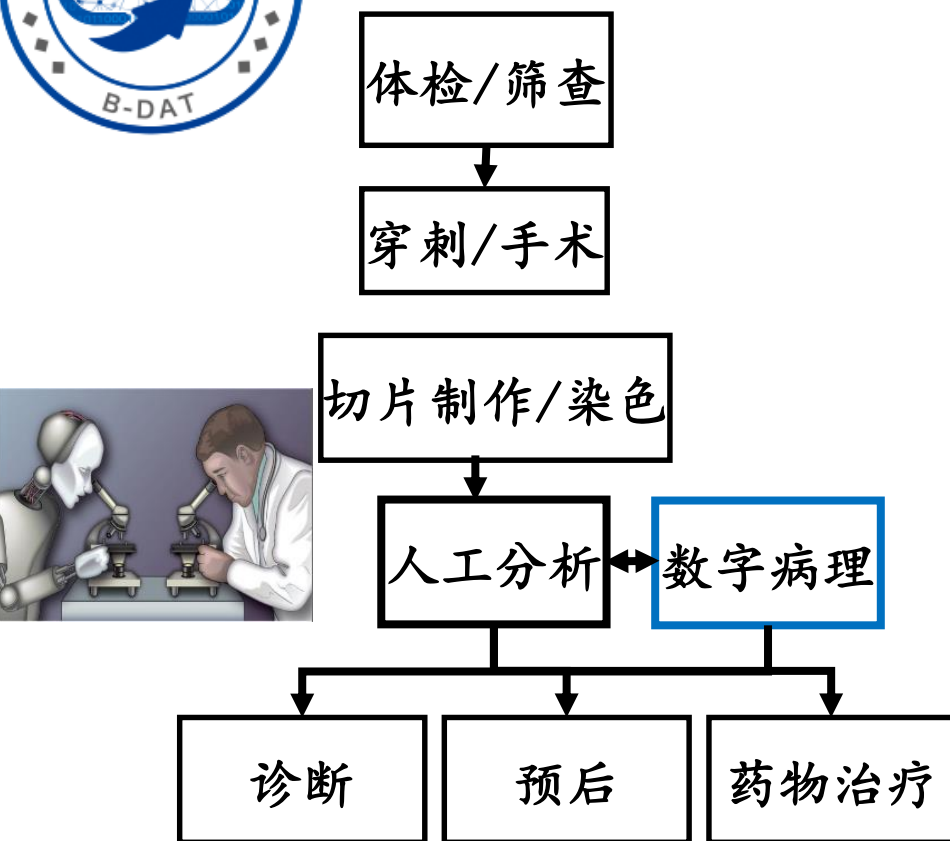 B-DAT
体检/筛查
穿刺/手术
切片制作/染色
人工分析
数字病理
诊断
预后
药物治疗